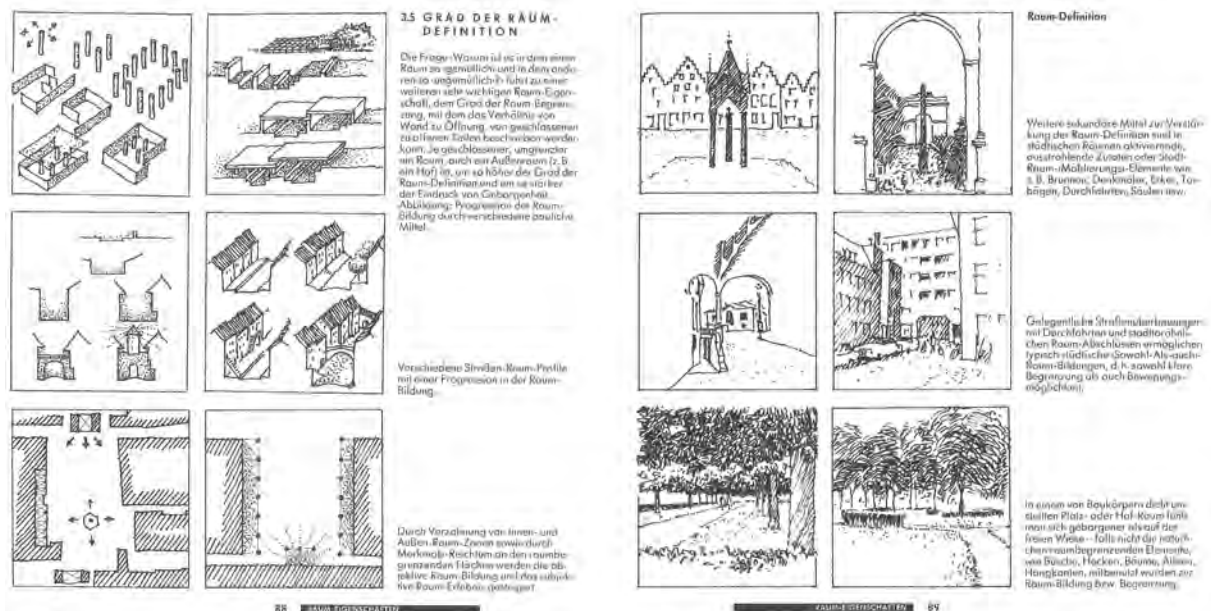 3.5 GRAD DER RAUM-
DEFINITION
Die Frage »Warum ist es in dem einen
Raum so »gemütlich« und in dem ande-
ren so »ungemütlich«?« führt zu einer
weiteren sehr wichtigen Raum-Eigen-
schaft, dem Grad der Raum-Begren-
zung, mit dem das Verhältnis von
Wand zu Öffnung, von geschlossenen
zu offenen Teilen beschrieben werden
kann. Je geschlossener, umgrenzter
ein Raum, auch ein Außenraum (z. B.
ein Hof) ist, um so höher der Grad der
Raum-Definition und um so stärker
der Eindruck von Geborgenheit.
Abbildung: Progression der Raum-
Bildung durch verschiedene bauliche
Mittel.
Verschiedene Straßen-Raum-Profile
mit einer Progression in der Raum-
Bildung.
Durch Verzahnung von Innen- und
Außen-Raum-Zonen sowie durch
Merkmals-Reichtum an den raumbe-
grenzenden Flächen werden die ob-
jektive Raum-Bildung und das subjek-
tive Raum-Erlebnis gesteigert.
88 RAUM-EIGENSCHAFTEN
Raum-Definition
Weitere sekundäre Mittel zur Verstär-
kung der Raum-Definition sind in
städtischen Räumen aktivierende,
ausstrahlende Zutaten oder Stadt-
Raum-»Möblierungs«-Elemente wie
z. B. Brunnen, Denkmäler, Erker, Tor-
bögen, Durchfahrten, Säulen usw.
Gelegentliche Straßenüberbauungen
mit Durchfahrten und stadttorähnli-
chen Raum-Abschlüssen ermöglichen
typisch städtische Sowohl-Als-auch-
Raum-Bildungen, d. h. sowohl klare
Begrenzung als auch Bewegungs-
möglichkeit.
In einem von Baukörpern dicht um-
stellten Platz- oder Hof-Raum fühlt
man sich geborgener als auf der
freien Wiese – falls nicht die natürli-
chen raumbegrenzenden Elemente,
wie Büsche, Hecken, Bäume, Alleen,
Hangkanten, mitbenutzt wurden zur
Raum-Bildung bzw. Begrenzung.
RAUM-EIGENSCHAFTEN 89